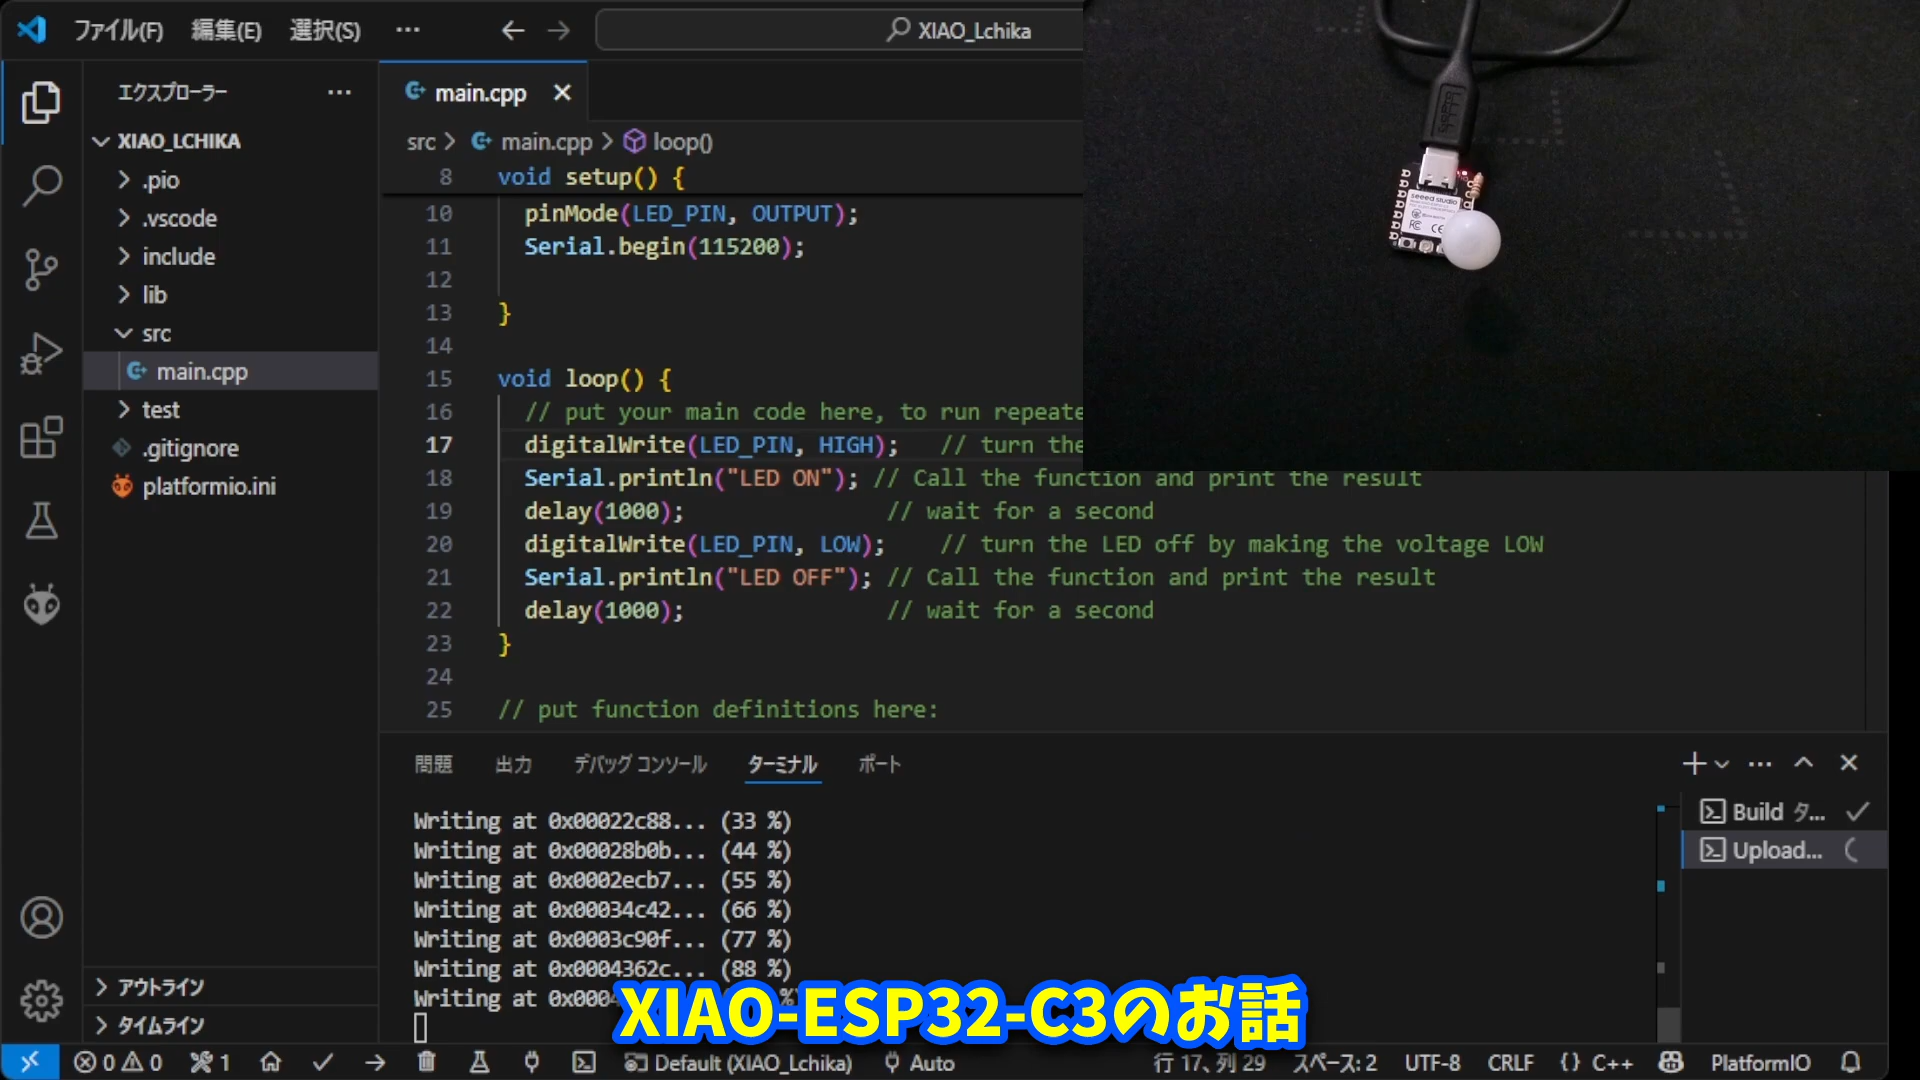 ファイル(F) 編集(E) 選択(S) ··· XIAO_Lchika
エクスプローラー ···
XIAO_LCHIKA
.pio
.vscode
include
lib
src
main.cpp
test
.gitignore
platformio.ini
アウトライン
タイムライン
main.cpp
src > main.cpp > loop()
8 void setup() {
10 pinMode(LED_PIN, OUTPUT);
11 Serial.begin(115200);
12
13 }
14
15 void loop() {
16 // put your main code here, to run repeate
17 digitalWrite(LED_PIN, HIGH); // turn the
18 Serial.println("LED ON"); // Call the function and print the result
19 delay(1000); // wait for a second
20 digitalWrite(LED_PIN, LOW); // turn the LED off by making the voltage LOW
21 Serial.println("LED OFF"); // Call the function and print the result
22 delay(1000); // wait for a second
23 }
24
25 // put function definitions here:
seeed studio
FC CE
問題 出力 デバッグ コンソール ターミナル ポート
Writing at 0x00022c88... (33 %)
Writing at 0x00028b0b... (44 %)
Writing at 0x0002ecb7... (55 %)
Writing at 0x00034c42... (66 %)
Writing at 0x0003c90f... (77 %)
Writing at 0x0004362c... (88 %)
Writing at
Build タ...
Upload...
XIAO-ESP32-C3のお話
0 0 1 Default (XIAO_Lchika) Auto 行 17、列 29 スペース: 2 UTF-8 CRLF {} C++ PlatformIO